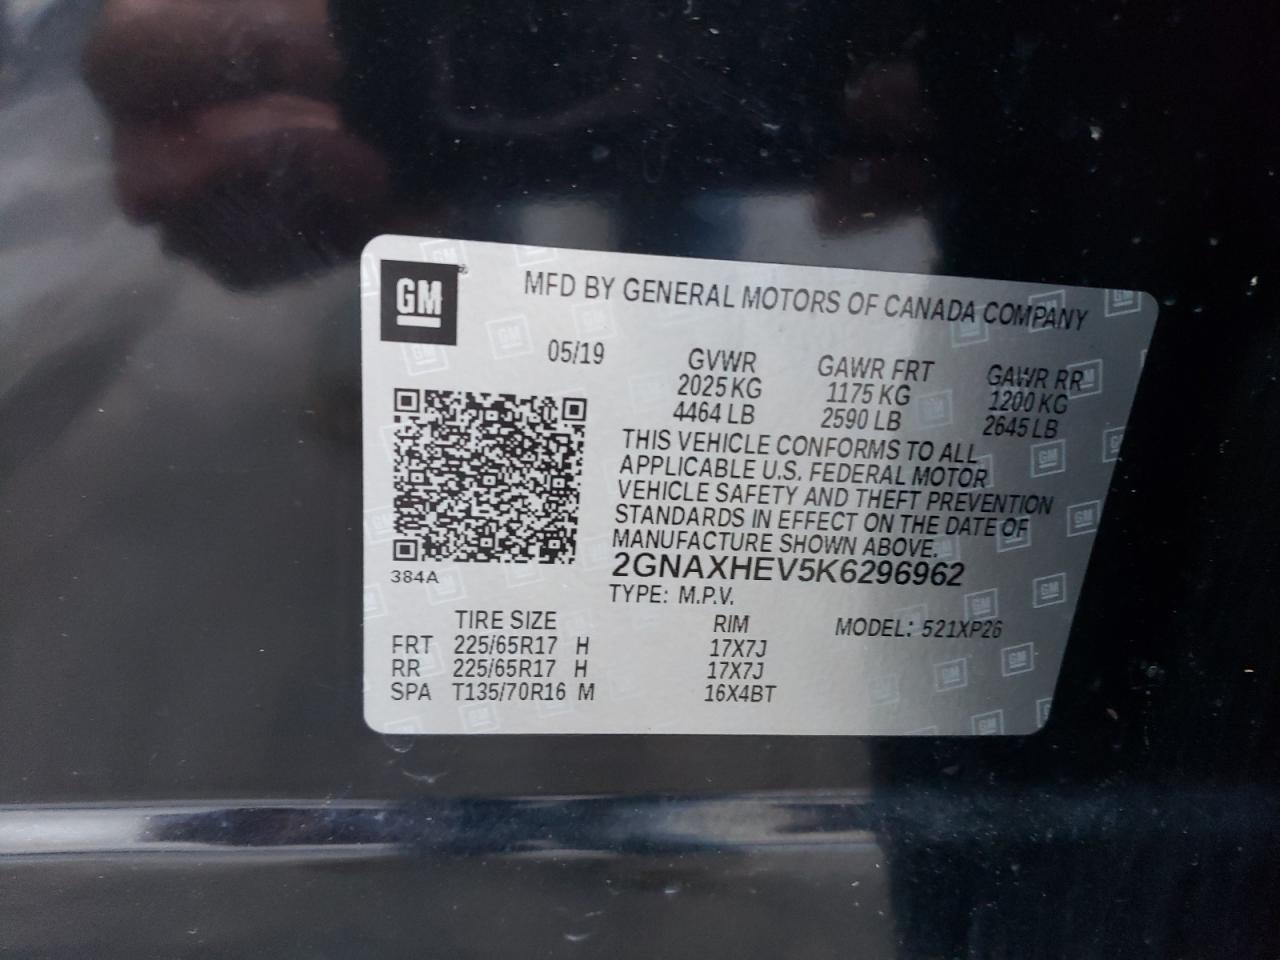 GM
MFD BY GENERAL MOTORS OF CANADA COMPANY
05/19 GVWR GAWR FRT GAWR RR
2025 KG 1175 KG 1200 KG
4464 LB 2590 LB 2645 LB
THIS VEHICLE CONFORMS TO ALL
APPLICABLE U.S. FEDERAL MOTOR
VEHICLE SAFETY AND THEFT PREVENTION
STANDARDS IN EFFECT ON THE DATE OF
MANUFACTURE SHOWN ABOVE.
2GNAXHEV5K6296962
384A
TYPE: M.P.V.
TIRE SIZE RIM MODEL: 521XP26
FRT 225/65R17 H 17X7J
RR 225/65R17 H 17X7J
SPA T135/70R16 M 16X4BT